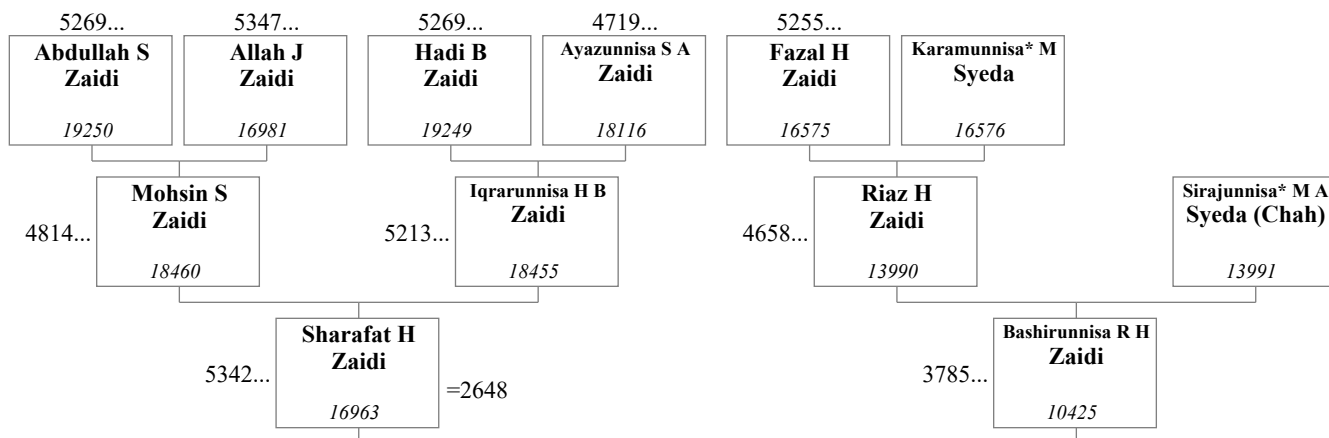 5269...
5347...
5269...
4719...
5255...
Abdullah S
Zaidi
19250
Allah J
Zaidi
16981
Hadi B
Zaidi
19249
Ayazunnisa S A
Zaidi
18116
Fazal H
Zaidi
16575
Karamunnisa* M
Syeda
16576
4814...
Mohsin S
Zaidi
18460
5213...
Iqrarunnisa H B
Zaidi
18455
4658...
Riaz H
Zaidi
13990
Sirajunnisa* M A
Syeda (Chah)
13991
5342...
Sharafat H
Zaidi
16963
=2648
3785...
Bashirunnisa R H
Zaidi
10425